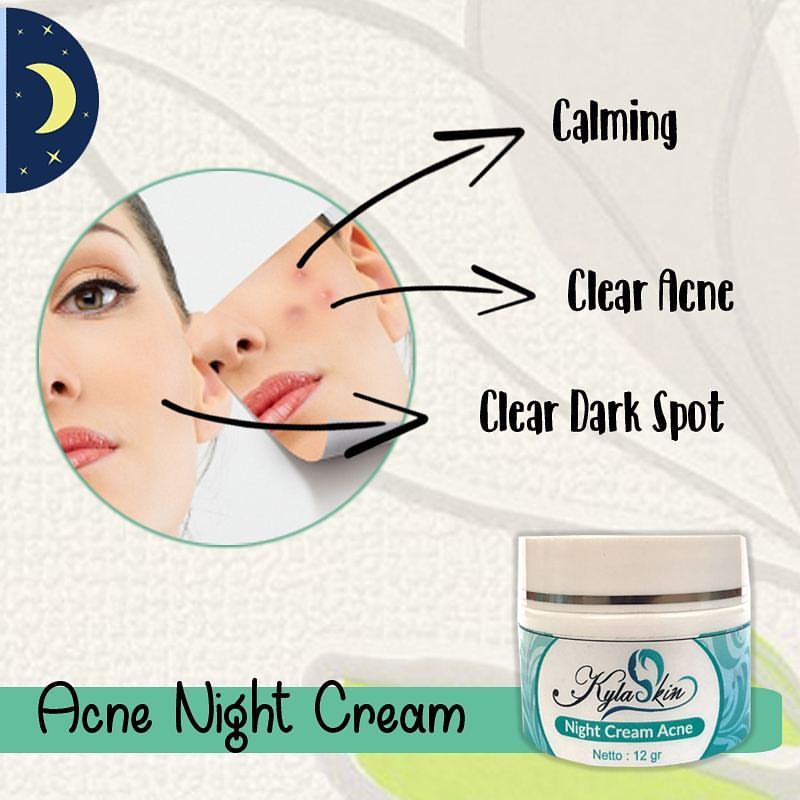 Calming
Clear Acne
Clear Dark Spot
Acne Night Cream
KylaSkin
Night Cream Acne
Netto : 12 gr